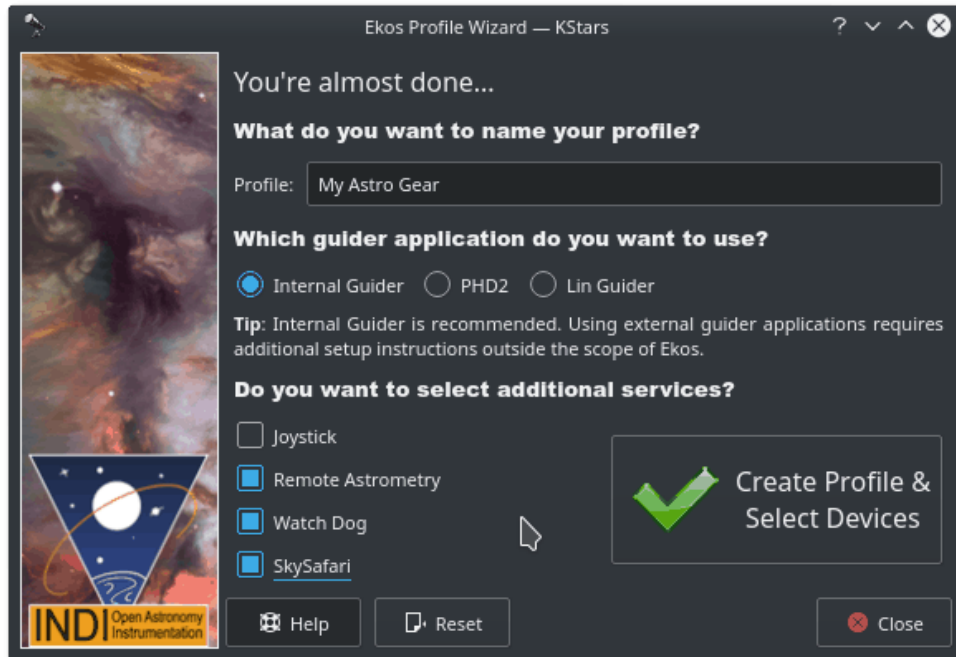 Ekos Profile Wizard — KStars
You're almost done...
What do you want to name your profile?
Profile: My Astro Gear
Which guider application do you want to use?
Internal Guider PHD2 Lin Guider
Tip: Internal Guider is recommended. Using external guider applications requires
additional setup instructions outside the scope of Ekos.
Do you want to select additional services?
Joystick
Remote Astrometry
Watch Dog
SkySafari
Create Profile &
Select Devices
INDI Open Astronomy
Instrumentation
Help Reset Close